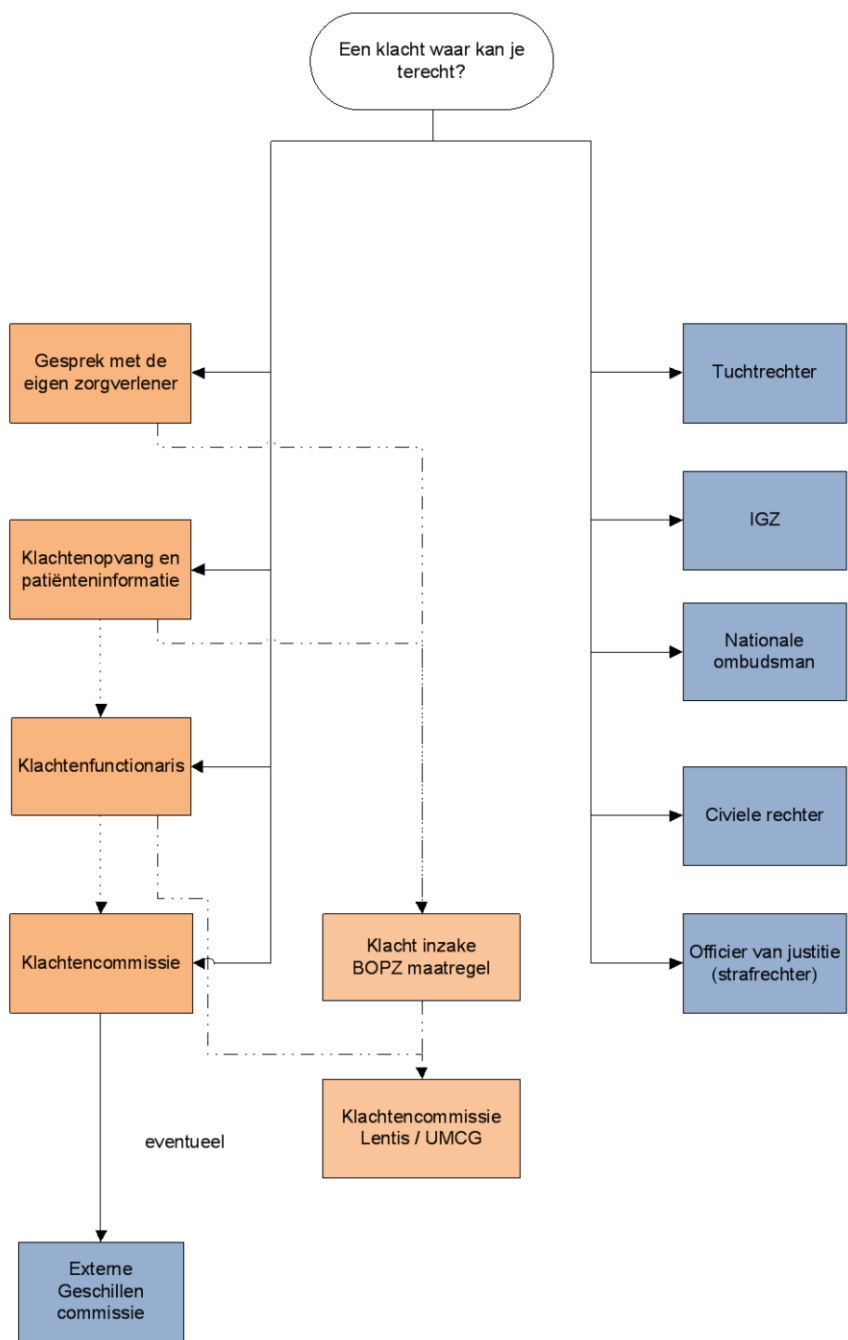 Een klacht waar kan je
terecht?
Gesprek met de
eigen zorgverlener
Tuchtrechter
Klachtenopvang en
patiënteninformatie
IGZ
Nationale
ombudsman
Klachtenfunctionaris
Civiele rechter
Klachtencommissie
Klacht inzake
BOPZ maatregel
Officier van justitie
(strafrechter)
Klachtencommissie
Lentis / UMCG
eventueel
Externe
Geschillen
commissie